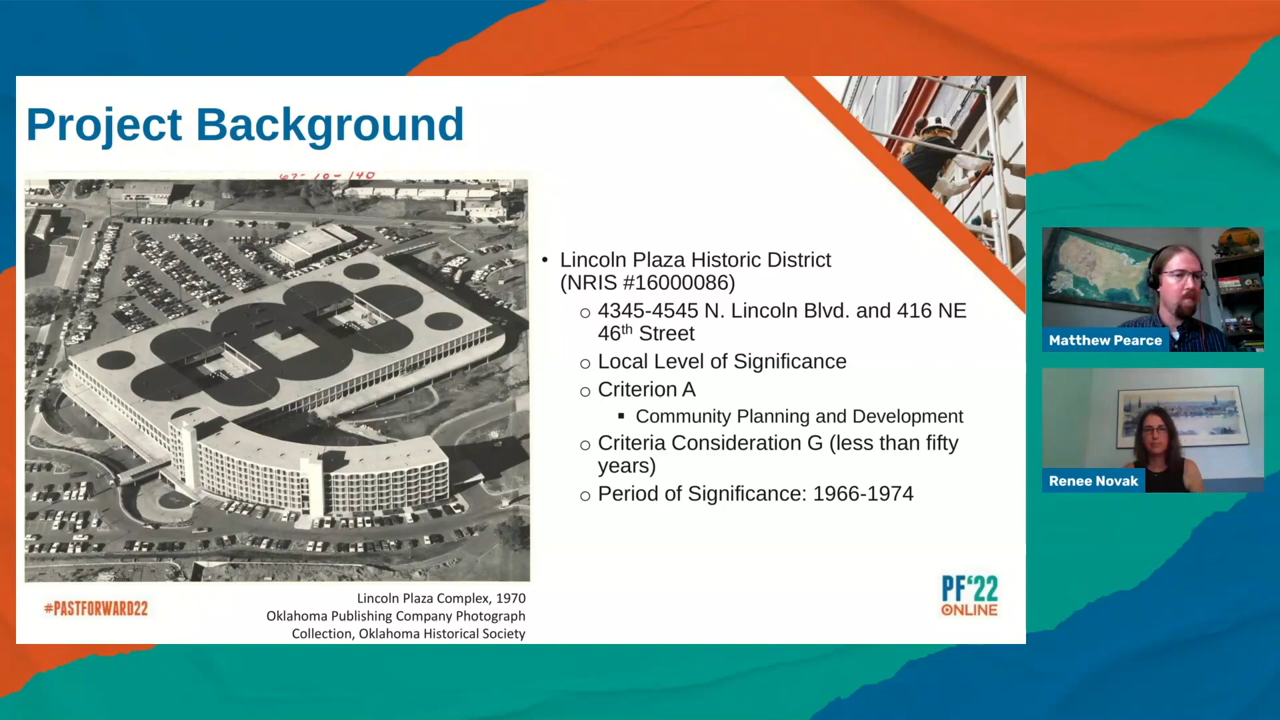 Project Background
67-10-140
• Lincoln Plaza Historic District
(NRIS #16000086)
o 4345-4545 N. Lincoln Blvd. and 416 NE
46th Street
o Local Level of Significance
o Criterion A
▪ Community Planning and Development
o Criteria Consideration G (less than fifty
years)
o Period of Significance: 1966-1974
#PASTFORWARD22
Lincoln Plaza Complex, 1970
Oklahoma Publishing Company Photograph
Collection, Oklahoma Historical Society
PF'22
ONLINE
Matthew Pearce
Renee Novak